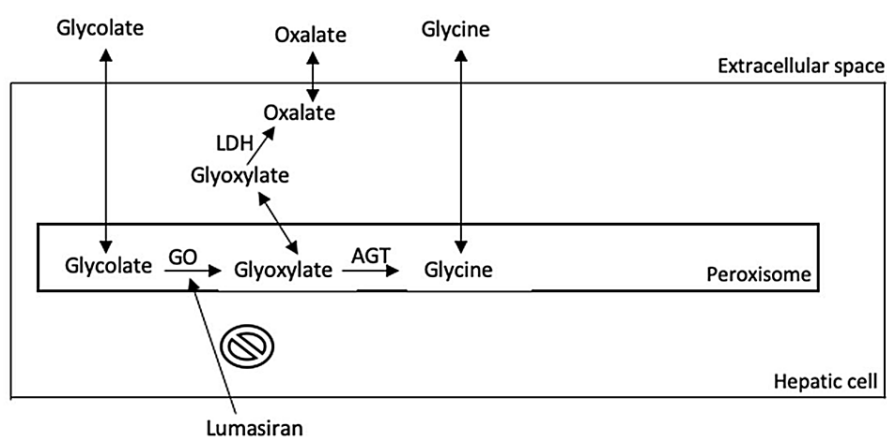 Glycolate
Oxalate
Glycine
Extracellular space
Oxalate
LDH
Glyoxylate
Glycolate
GO
Glyoxylate
AGT
Glycine
Peroxisome
Hepatic cell
Lumasiran